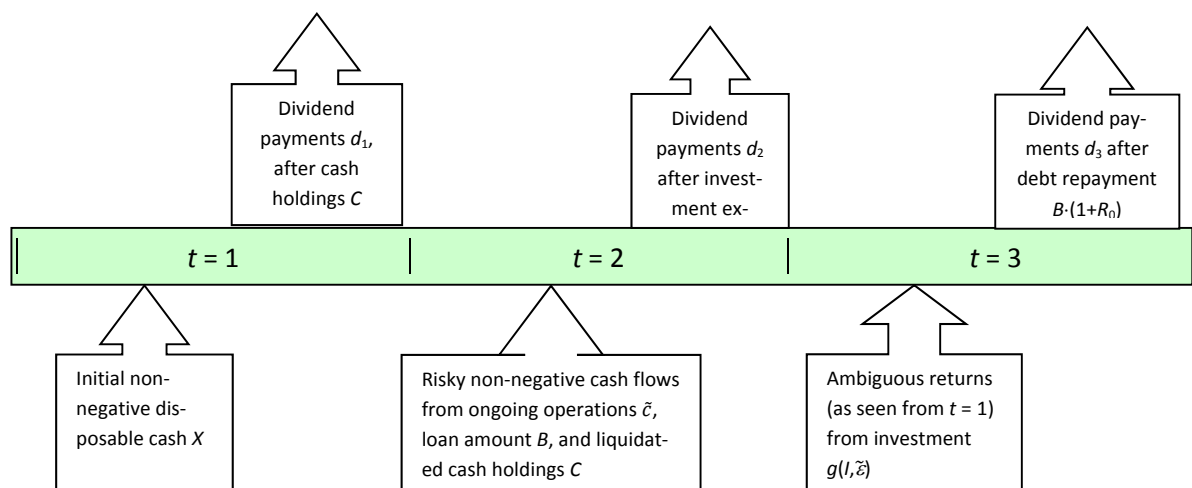 Dividend
payments d₁,
after cash
holdings C
Dividend
payments d₂
after invest-
ment ex-
Dividend pay-
ments d₃ after
debt repayment
B·(1+R₀)
t = 1
t = 2
t = 3
Initial non-
negative dis-
posable cash X
Risky non-negative cash flows
from ongoing operations c̃,
loan amount B, and liquidat-
ed cash holdings C
Ambiguous returns
(as seen from t = 1)
from investment
g(I,ε̃)